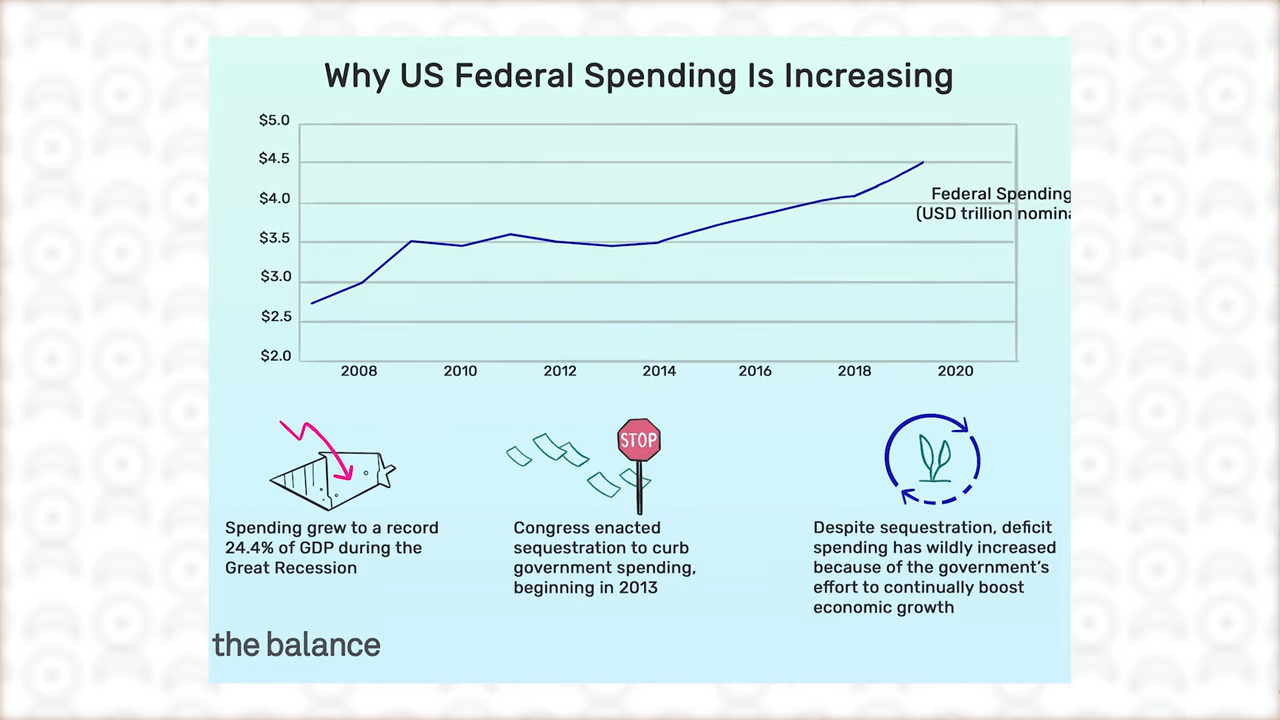 Why US Federal Spending Is Increasing
$5.0
$4.5
$4.0
$3.5
$3.0
$2.5
$2.0
Federal Spending
(USD trillion nomina
2008 2010 2012 2014 2016 2018 2020
STOP
Spending grew to a record
24.4% of GDP during the
Great Recession
Congress enacted
sequestration to curb
government spending,
beginning in 2013
Despite sequestration, deficit
spending has wildly increased
because of the government's
effort to continually boost
economic growth
the balance